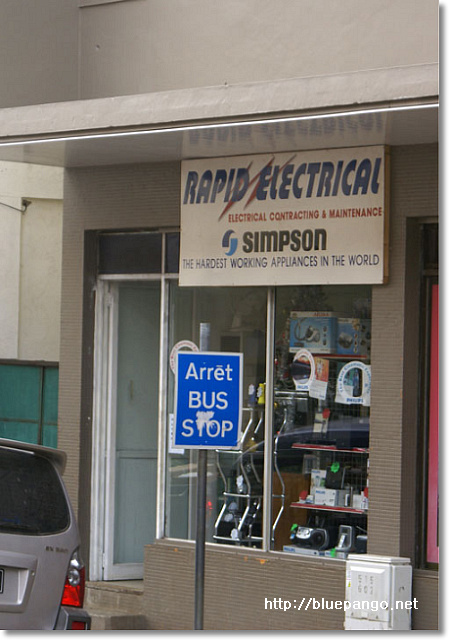 RAPID ELECTRICAL
ELECTRICAL CONTRACTING & MAINTENANCE
SIMPSON
THE HARDEST WORKING APPLIANCES IN THE WORLD
Arrēt
BUS
STOP
http://bluepango.net